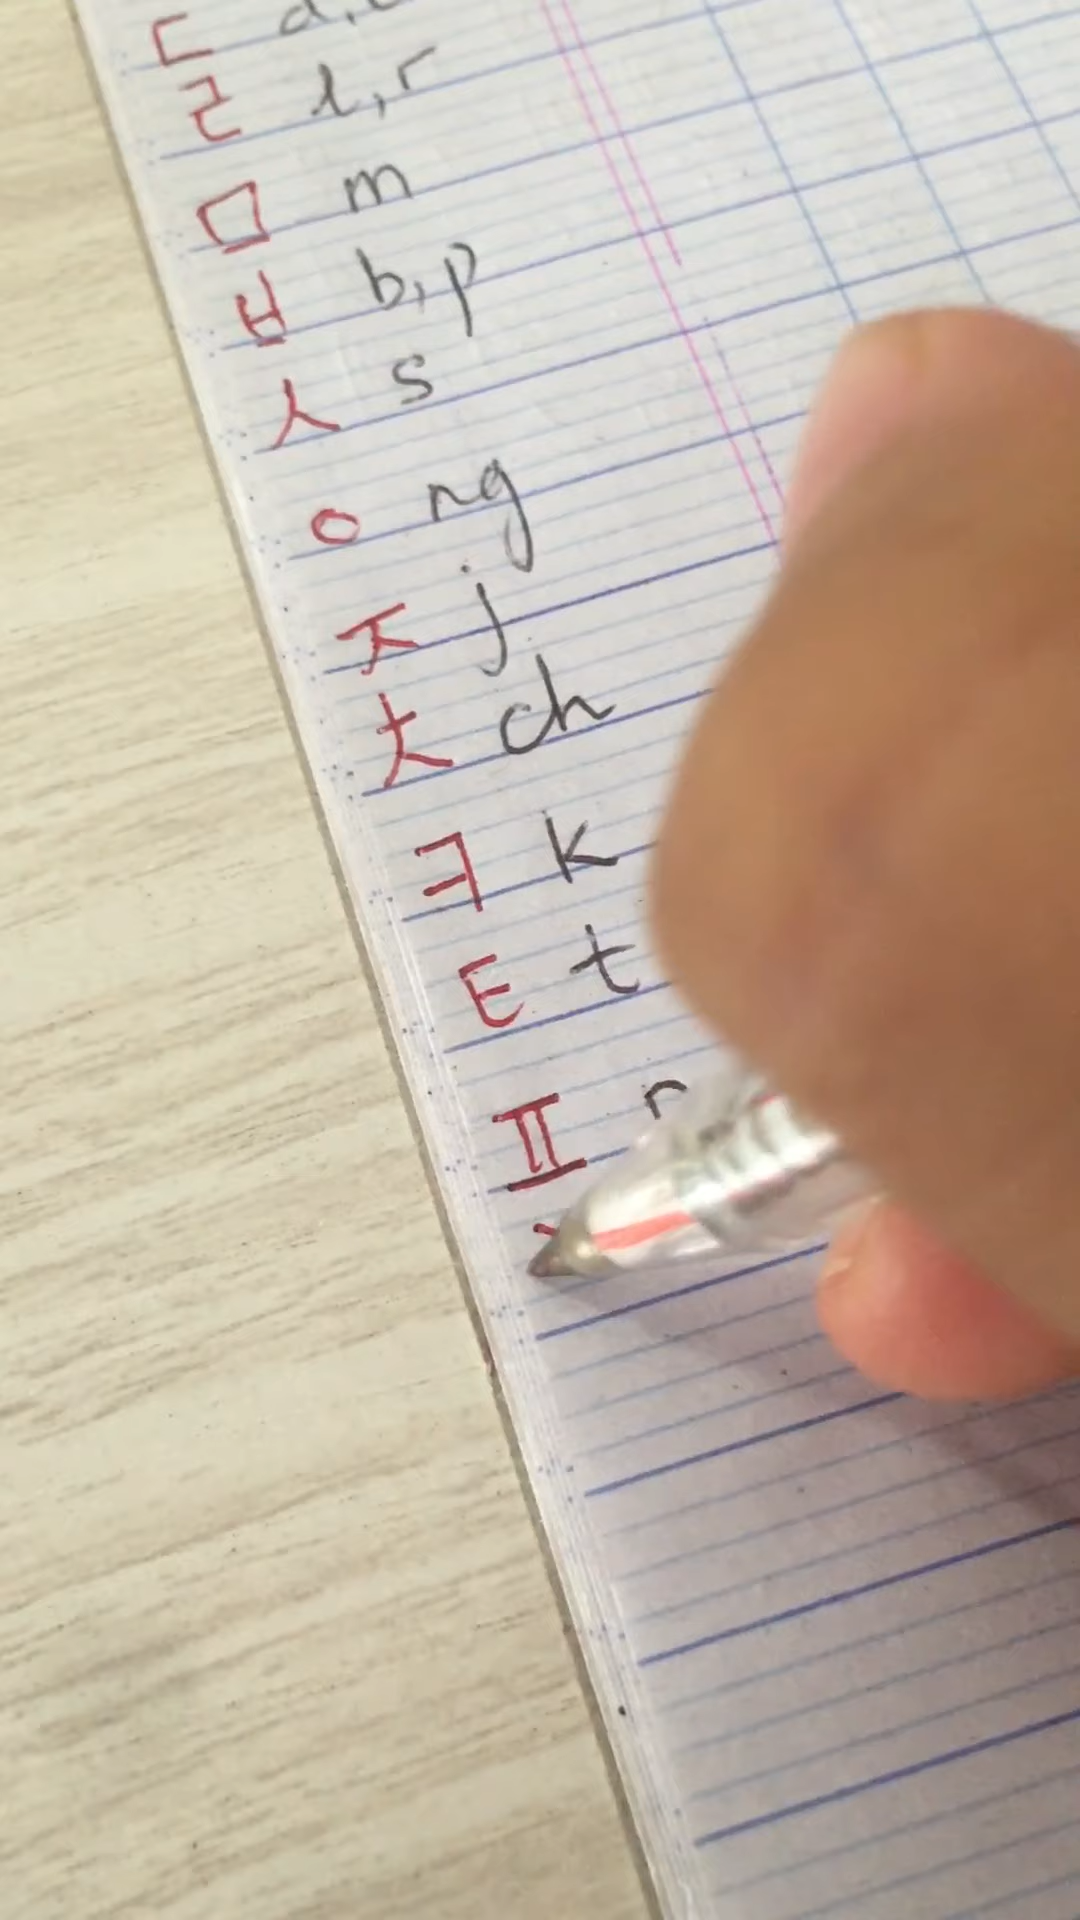 ㄷ d,
ㄹ l, r
ㅁ m
ㅂ b, p
ㅅ s
ㅇ ng
ㅈ j
ㅊ ch
ㅋ k
ㅌ t
ㅍ